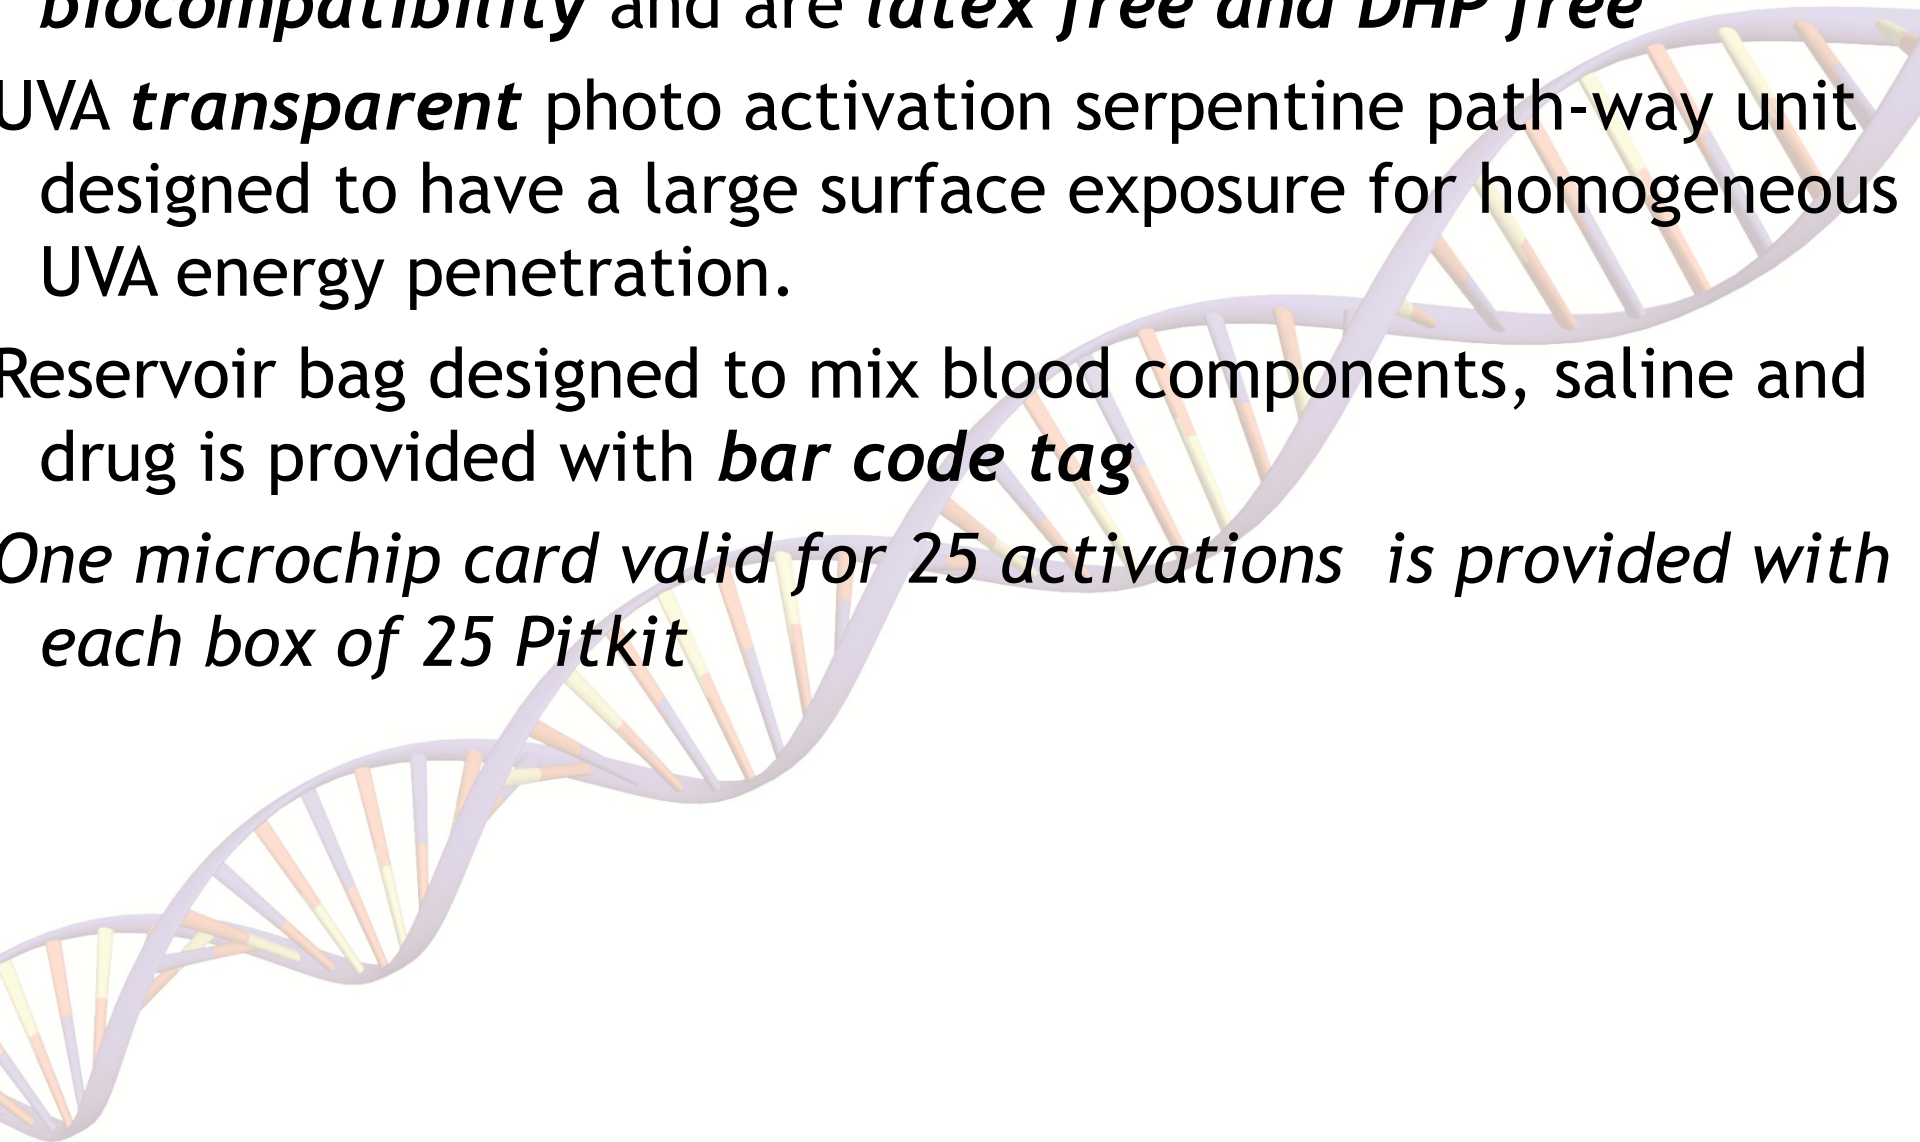 biocompatibility and are latex free and DHP free
UVA transparent photo activation serpentine path-way unit
designed to have a large surface exposure for homogeneous
UVA energy penetration.
Reservoir bag designed to mix blood components, saline and
drug is provided with bar code tag
One microchip card valid for 25 activations  is provided with
each box of 25 Pitkit